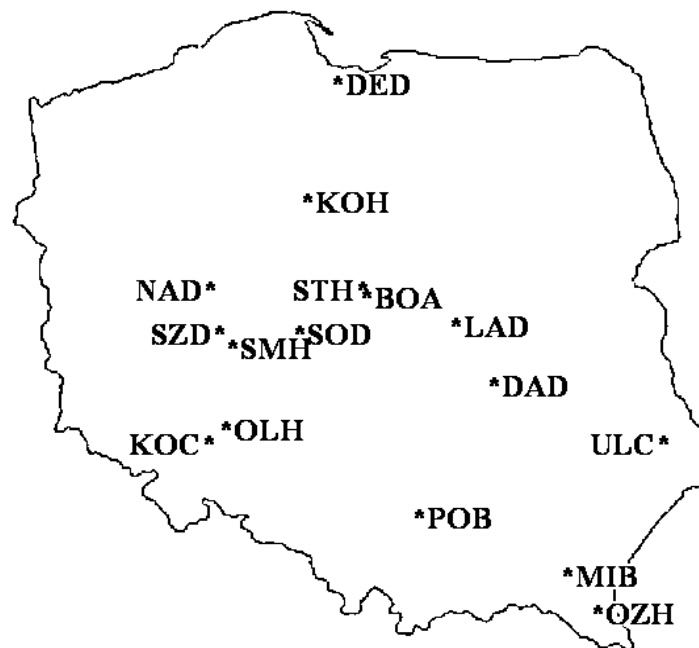 *DED
*KOH
NAD* STH* *BOA
SZD* *SMH *SOD *LAD
*DAD
KOC* *OLH ULC*
*POB
*MIB
*OZH